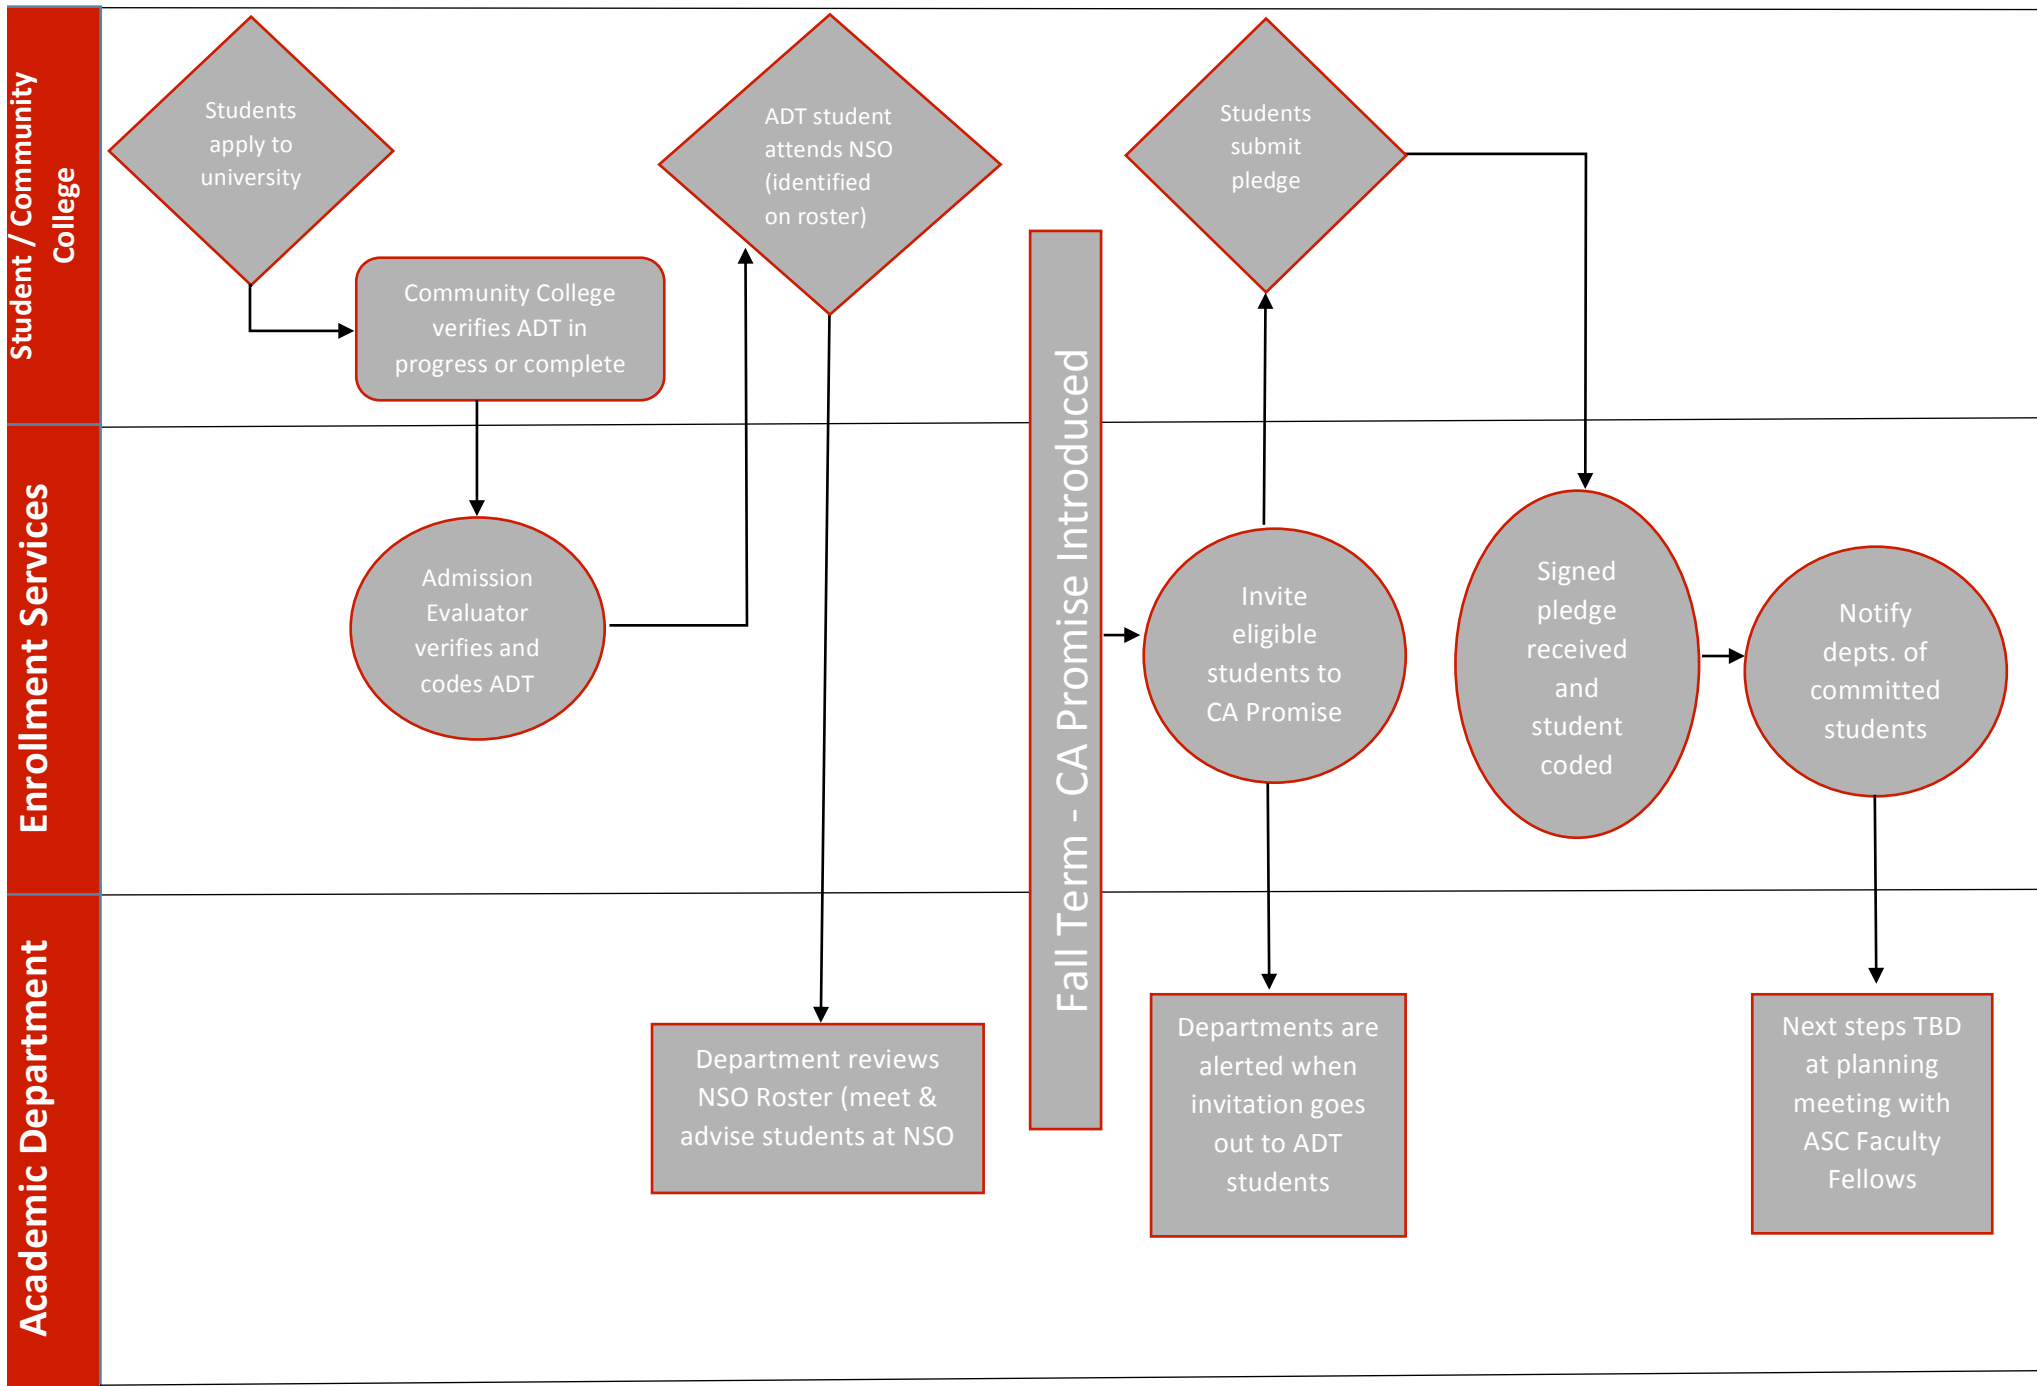 Student / Community
College
Students
apply to
university
Community College
verifies ADT in
progress or complete
ADT student
attends NSO
(identified
on roster)
Students
submit
pledge
Fall Term - CA Promise Introduced
Enrollment Services
Admission
Evaluator
verifies and
codes ADT
Invite
eligible
students to
CA Promise
Signed
pledge
received
and
student
coded
Notify
depts. of
committed
students
Academic Department
Department reviews
NSO Roster (meet &
advise students at NSO
Departments are
alerted when
invitation goes
out to ADT
students
Next steps TBD
at planning
meeting with
ASC Faculty
Fellows